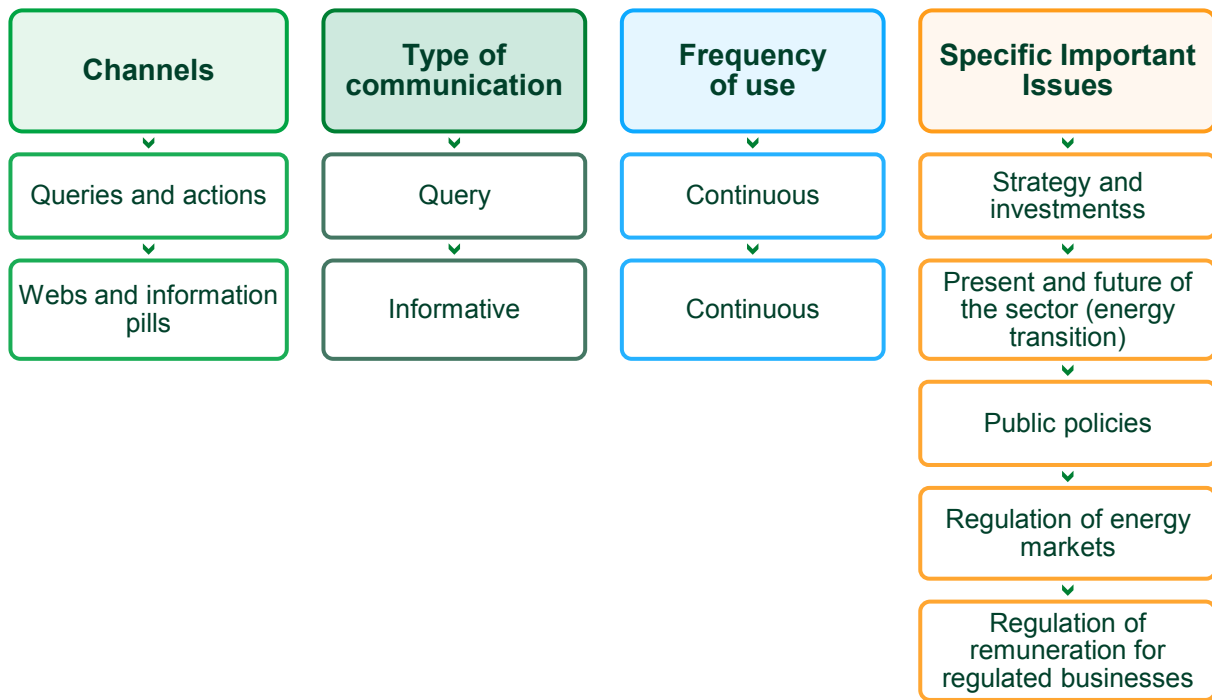 Channels
Queries and actions
Webs and information
pills
Type of
communication
Query
Informative
Frequency
of use
Continuous
Continuous
Specific Important
Issues
Strategy and
investmentss
Present and future of
the sector (energy
transition)
Public policies
Regulation of energy
markets
Regulation of
remuneration for
regulated businesses